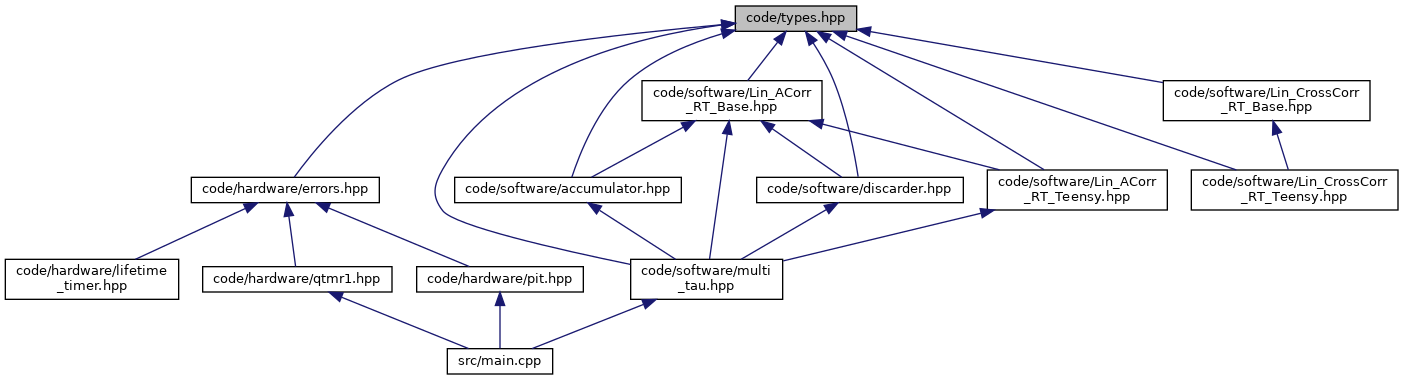 code/types.hpp
code/software/Lin_ACorr
_RT_Base.hpp
code/software/Lin_CrossCorr
_RT_Base.hpp
code/hardware/errors.hpp
code/software/accumulator.hpp
code/software/discarder.hpp
code/software/Lin_ACorr
_RT_Teensy.hpp
code/software/Lin_CrossCorr
_RT_Teensy.hpp
code/hardware/lifetime
_timer.hpp
code/hardware/qtmr1.hpp
code/hardware/pit.hpp
code/software/multi
_tau.hpp
src/main.cpp